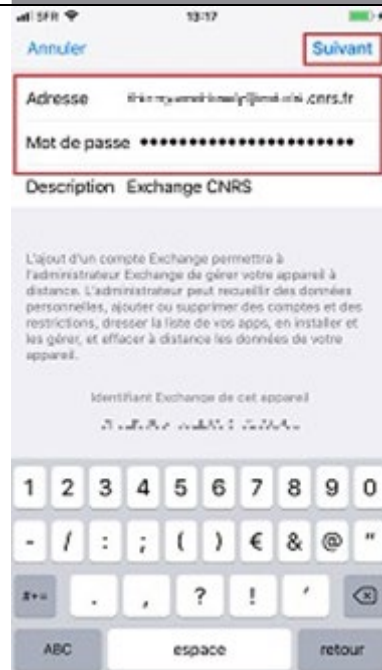 SFR 13:17
Annuler Suivant
Adresse .cnrs.fr
Mot de passe ••••••••••••••••••••••
Description Exchange CNRS
L'ajout d'un compte Exchange permettra à
l'administrateur Exchange de gérer votre appareil à
distance. L'administrateur peut recueillir des données
personnelles, ajouter ou supprimer des comptes et des
restrictions, dresser la liste de vos apps, en installer et
les gérer, et effacer à distance les données de votre
appareil.
Identifiant Exchange de cet appareil
1 2 3 4 5 6 7 8 9 0
- / : ; ( ) € & @ "
#+= . , ? ! '
ABC espace retour